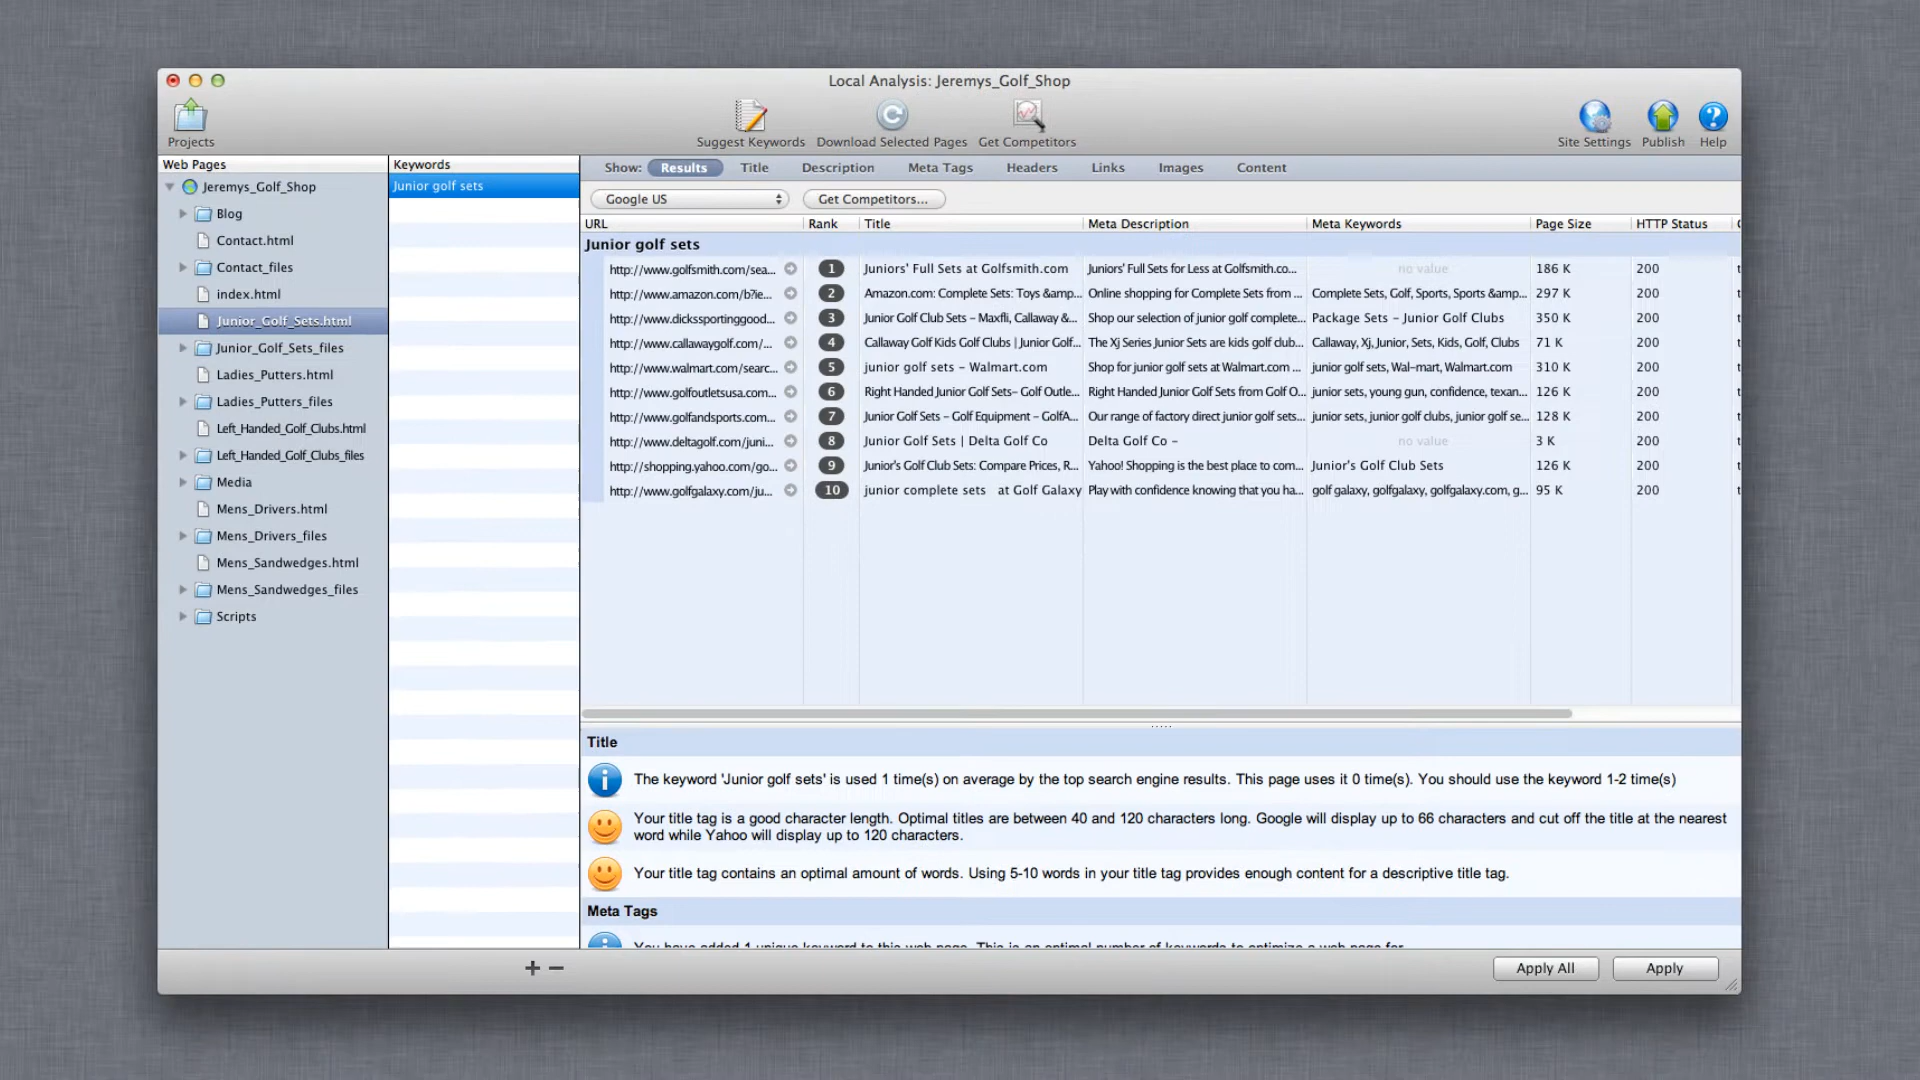 Local Analysis: Jeremys_Golf_Shop
Projects
Suggest Keywords
Download Selected Pages
Get Competitors
Site Settings
Publish
Help
Web Pages
Jeremys_Golf_Shop
Blog
Contact.html
Contact_files
index.html
Junior_Golf_Sets.html
Junior_Golf_Sets_files
Ladies_Putters.html
Ladies_Putters_files
Left_Handed_Golf_Clubs.html
Left_Handed_Golf_Clubs_files
Media
Mens_Drivers.html
Mens_Drivers_files
Mens_Sandwedges.html
Mens_Sandwedges_files
Scripts
Keywords
Junior golf sets
Show: Results Title Description Meta Tags Headers Links Images Content
Google US Get Competitors...
URL Rank Title Meta Description Meta Keywords Page Size HTTP Status
Junior golf sets
http://www.golfsmith.com/sea... 1 Juniors' Full Sets at Golfsmith.com Juniors' Full Sets for Less at Golfsmith.co... no value 186 K 200
http://www.amazon.com/b?ie... 2 Amazon.com: Complete Sets: Toys &amp... Online shopping for Complete Sets from ... Complete Sets, Golf, Sports, Sports &amp... 297 K 200
http://www.dickssportinggood... 3 Junior Golf Club Sets – Maxfli, Callaway &... Shop our selection of junior golf complete... Package Sets – Junior Golf Clubs 350 K 200
http://www.callawaygolf.com/... 4 Callaway Golf Kids Golf Clubs | Junior Golf... The Xj Series Junior Sets are kids golf club... Callaway, Xj, Junior, Sets, Kids, Golf, Clubs 71 K 200
http://www.walmart.com/searc... 5 junior golf sets – Walmart.com Shop for junior golf sets at Walmart.com ... junior golf sets, Wal-mart, Walmart.com 310 K 200
http://www.golfoutletsusa.com... 6 Right Handed Junior Golf Sets– Golf Outle... Right Handed Junior Golf Sets from Golf O... junior sets, young gun, confidence, texan... 126 K 200
http://www.golfandsports.com... 7 Junior Golf Sets – Golf Equipment – GolfA... Our range of factory direct junior golf sets... junior sets, junior golf clubs, junior golf se... 128 K 200
http://www.deltagolf.com/juni... 8 Junior Golf Sets | Delta Golf Co Delta Golf Co – no value 3 K 200
http://shopping.yahoo.com/go... 9 Junior's Golf Club Sets: Compare Prices, R... Yahoo! Shopping is the best place to com... Junior's Golf Club Sets 126 K 200
http://www.golfgalaxy.com/ju... 10 junior complete sets at Golf Galaxy Play with confidence knowing that you ha... golf galaxy, golfgalaxy, golfgalaxy.com, g... 95 K 200
Title
The keyword 'Junior golf sets' is used 1 time(s) on average by the top search engine results. This page uses it 0 time(s). You should use the keyword 1-2 time(s)
Your title tag is a good character length. Optimal titles are between 40 and 120 characters long. Google will display up to 66 characters and cut off the title at the nearest
word while Yahoo will display up to 120 characters.
Your title tag contains an optimal amount of words. Using 5-10 words in your title tag provides enough content for a descriptive title tag.
Meta Tags
You have added 1 unique keyword to this web page. This is an optimal number of keywords to optimize a web page for.
Apply All Apply